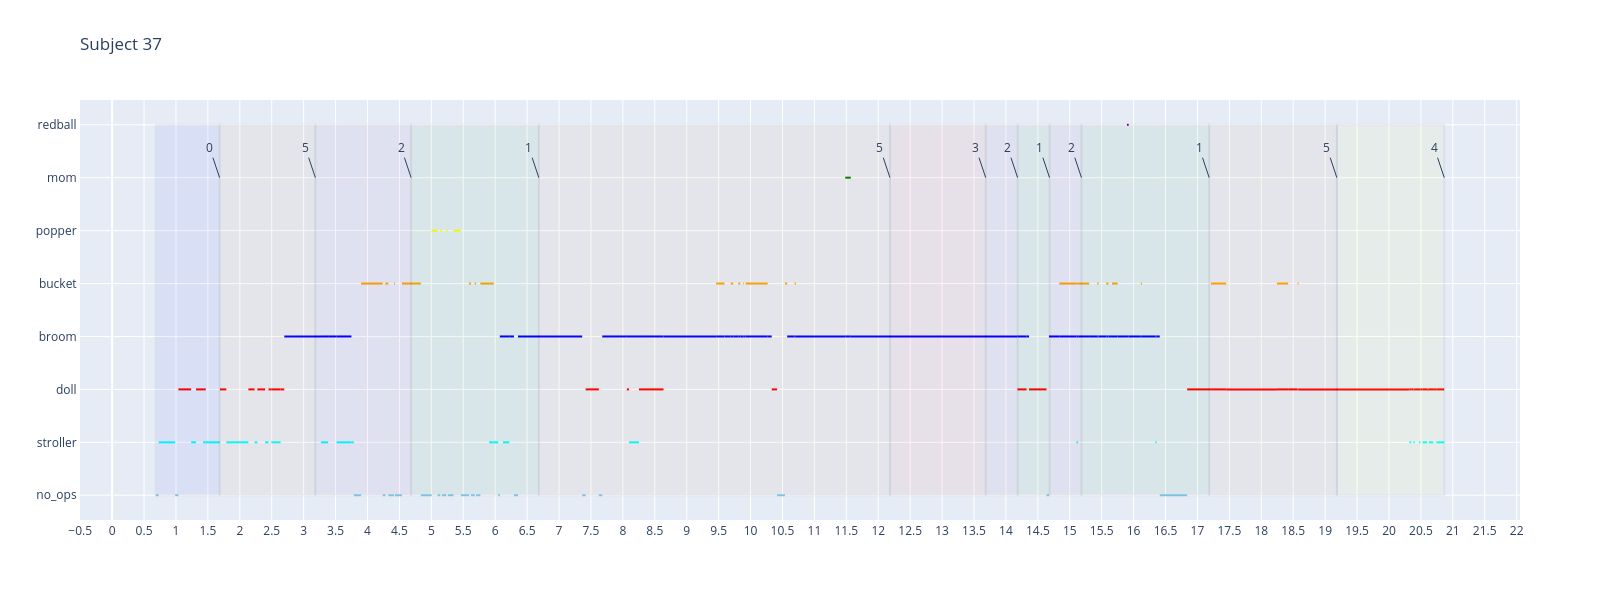 Subject 37
redball
0 5 2 1 5 3 2 1 2 1 5 4
mom
popper
bucket
broom
doll
stroller
no_ops
−0.5 0 0.5 1 1.5 2 2.5 3 3.5 4 4.5 5 5.5 6 6.5 7 7.5 8 8.5 9 9.5 10 10.5 11 11.5 12 12.5 13 13.5 14 14.5 15 15.5 16 16.5 17 17.5 18 18.5 19 19.5 20 20.5 21 21.5 22